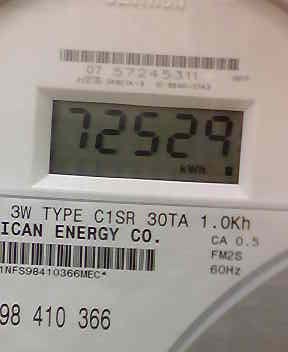 07 57245311
72529
kWh
3W TYPE C1SR 30TA 1.0Kh
ICAN ENERGY CO.
CA 0.5
FM2S
60Hz
1NFS98410366MEC*
98 410 366